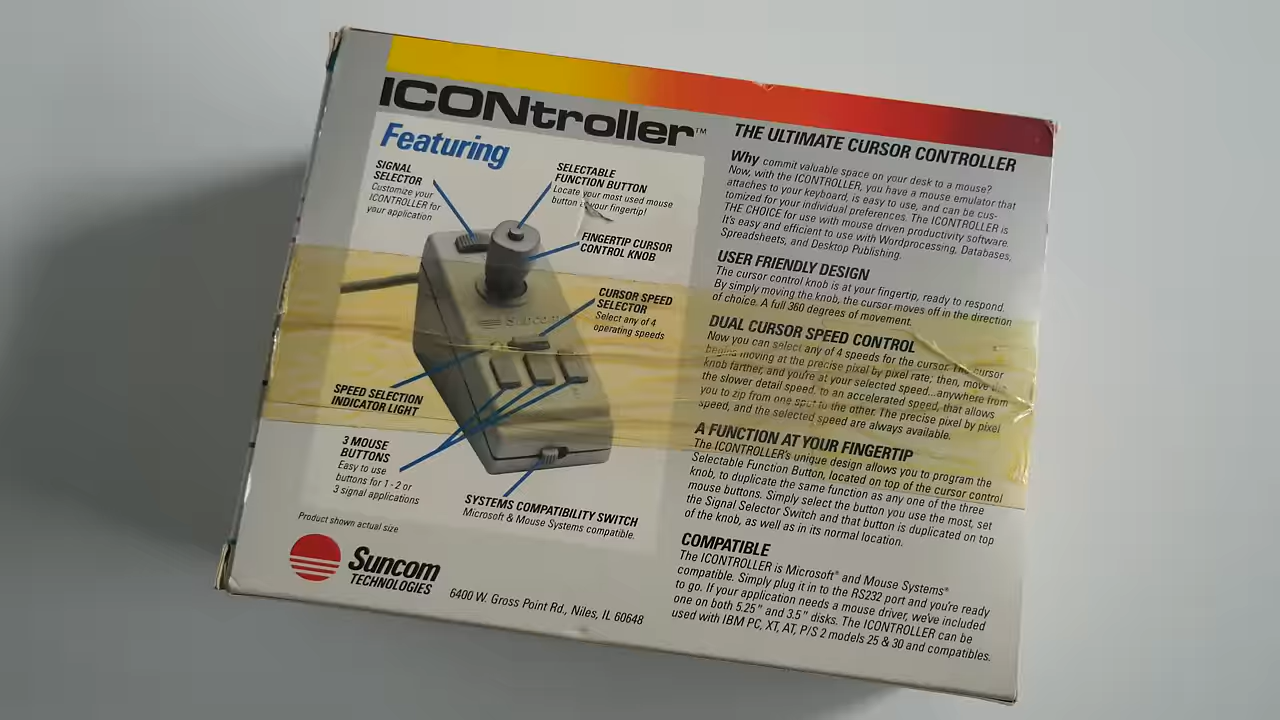 ICONtroller™
Featuring
SIGNAL
SELECTOR
Customize your
ICONTROLLER for
your application
SELECTABLE
FUNCTION BUTTON
Locate your most used mouse
button in your fingertip!
FINGERTIP CURSOR
CONTROL KNOB
CURSOR SPEED
SELECTOR
Select any of 4
operating speeds
Suncom
SPEED SELECTION
INDICATOR LIGHT
3 MOUSE
BUTTONS
Easy to use
buttons for 1 - 2 or
3 signal applications
SYSTEMS COMPATIBILITY SWITCH
Microsoft & Mouse Systems compatible.
Product shown actual size
Suncom
TECHNOLOGIES
6400 W. Gross Point Rd., Niles, IL 60648
THE ULTIMATE CURSOR CONTROLLER
Why commit valuable space on your desk to a mouse?
Now, with the ICONTROLLER, you have a mouse emulator that
attaches to your keyboard, is easy to use, and can be cus-
tomized for your individual preferences. The ICONTROLLER is
THE CHOICE for use with mouse driven productivity software.
It's easy and efficient to use with Wordprocessing, Databases,
Spreadsheets, and Desktop Publishing.
USER FRIENDLY DESIGN
The cursor control knob is at your fingertip, ready to respond.
By simply moving the knob, the cursor moves off in the direction
of choice. A full 360 degrees of movement.
DUAL CURSOR SPEED CONTROL
Now you can select any of 4 speeds for the cursor. The cursor
begins moving at the precise pixel by pixel rate; then, move the
knob farther, and you're at your selected speed...anywhere from
the slower detail speed, to an accelerated speed, that allows
you to zip from one spot to the other. The precise pixel by pixel
speed, and the selected speed are always available.
A FUNCTION AT YOUR FINGERTIP
The ICONTROLLER's unique design allows you to program the
Selectable Function Button, located on top of the cursor control
knob, to duplicate the same function as any one of the three
mouse buttons. Simply select the button you use the most, set
the Signal Selector Switch and that button is duplicated on top
of the knob, as well as in its normal location.
COMPATIBLE
The ICONTROLLER is Microsoft® and Mouse Systems®
compatible. Simply plug it in to the RS232 port and you're ready
to go. If your application needs a mouse driver, we've included
one on both 5.25" and 3.5" disks. The ICONTROLLER can be
used with IBM PC, XT, AT, P/S 2 models 25 & 30 and compatibles.